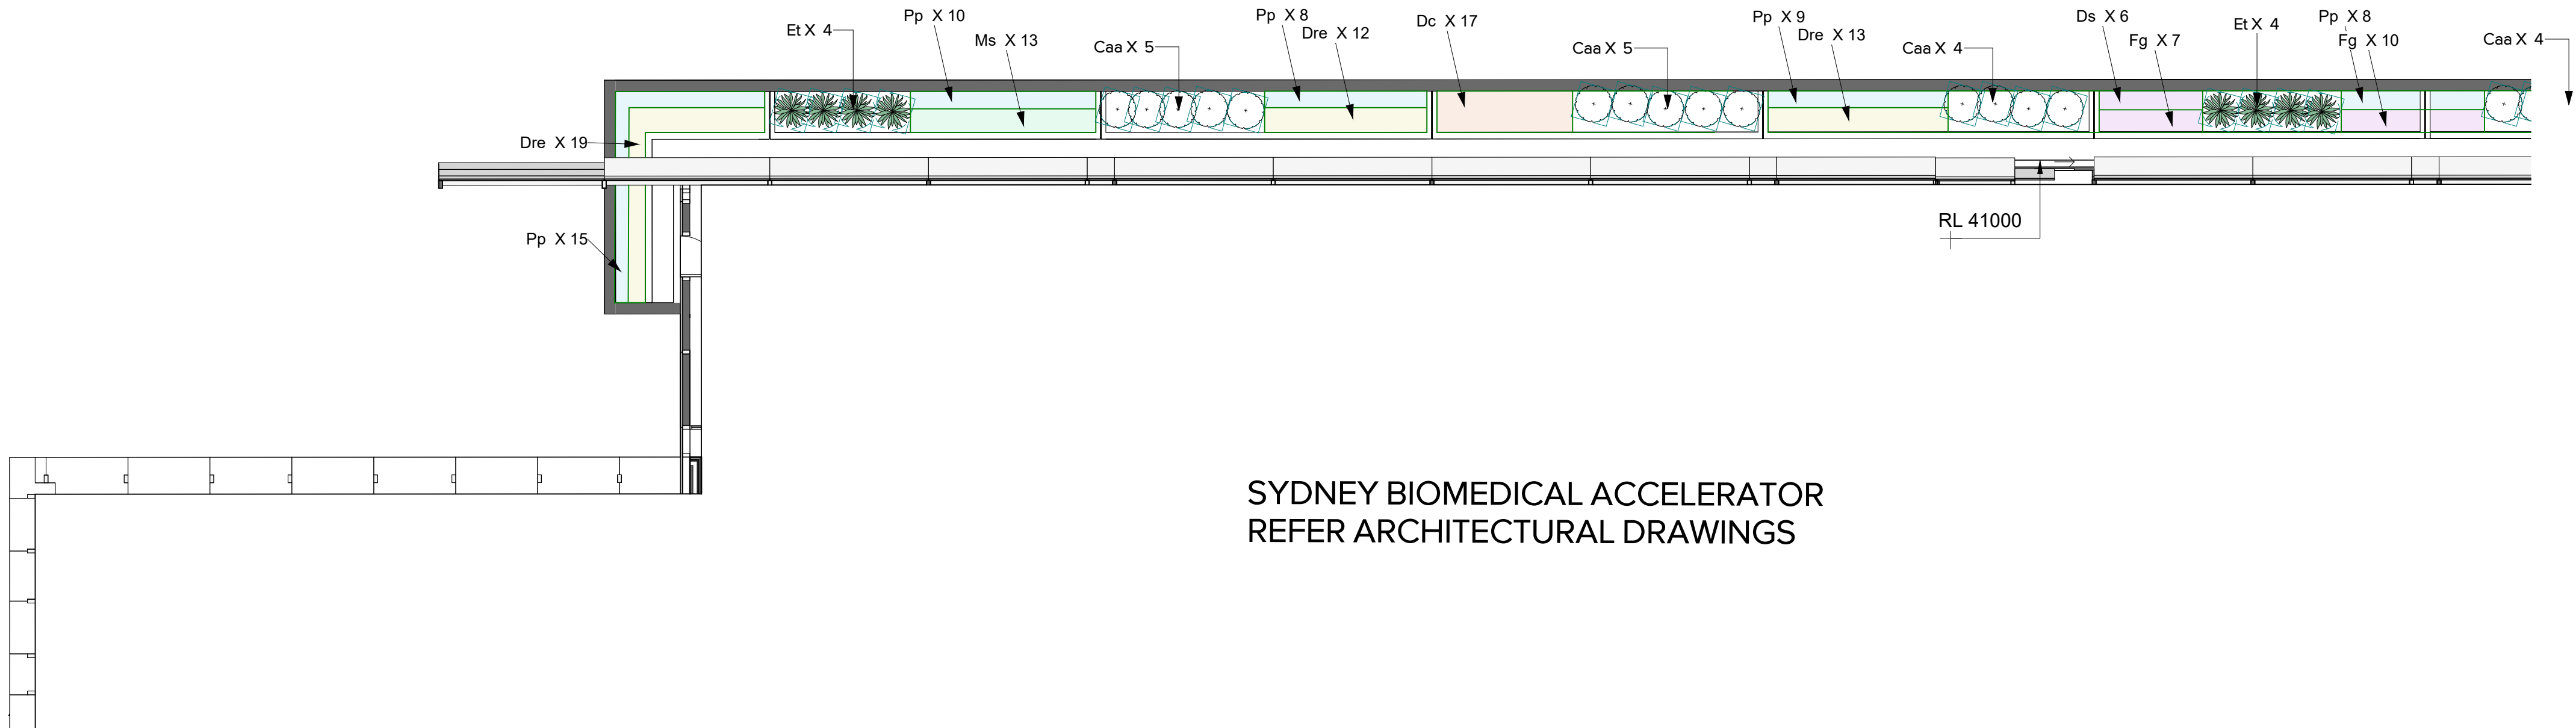 Et X 4
Pp X 10
Ms X 13
Caa X 5
Pp X 8
Dre X 12
Dc X 17
Caa X 5
Pp X 9
Dre X 13
Caa X 4
Ds X 6
Fg X 7
Et X 4
Pp X 8
Fg X 10
Caa X 4
Dre X 19
Pp X 15
RL 41000
SYDNEY BIOMEDICAL ACCELERATOR
REFER ARCHITECTURAL DRAWINGS